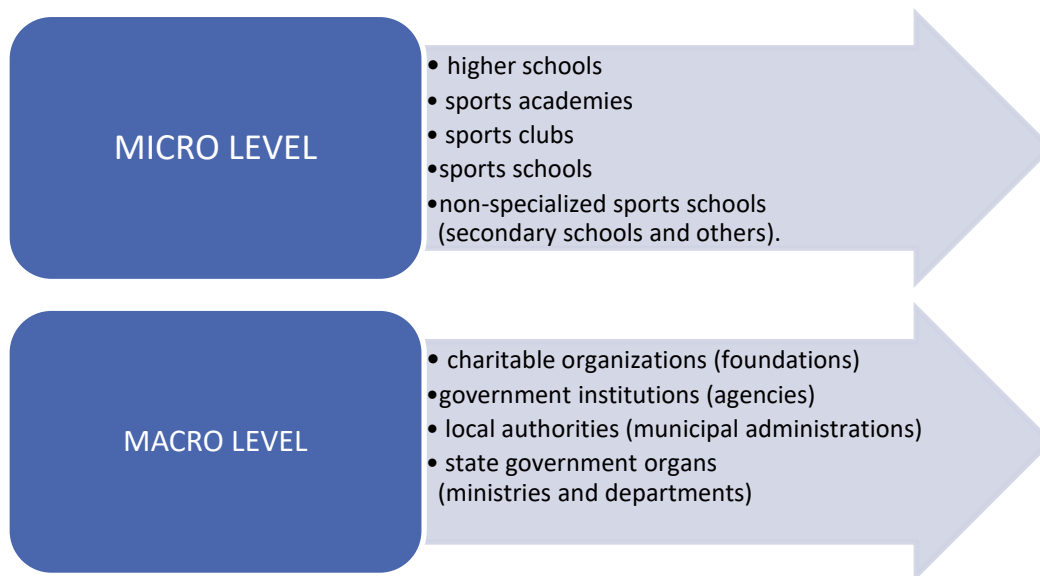 MICRO LEVEL
• higher schools
• sports academies
• sports clubs
•sports schools
•non-specialized sports schools
(secondary schools and others).
MACRO LEVEL
• charitable organizations (foundations)
•government institutions (agencies)
• local authorities (municipal administrations)
• state government organs
(ministries and departments)